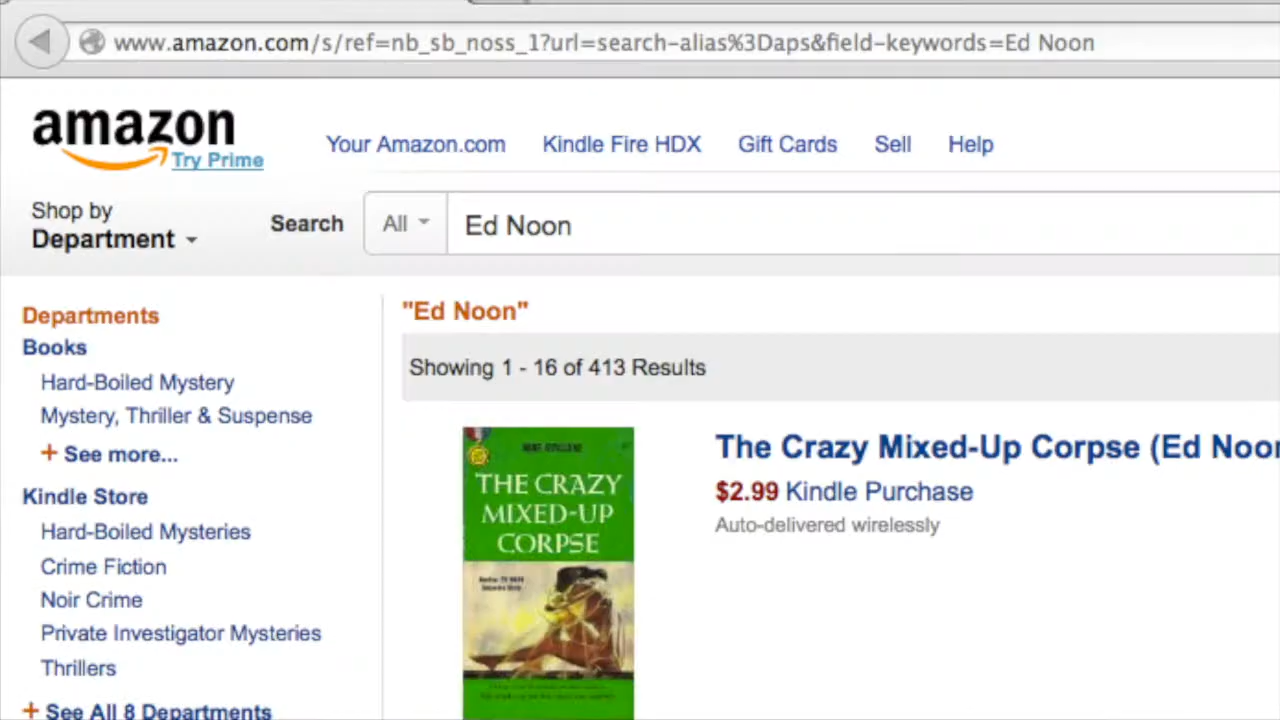 www.amazon.com/s/ref=nb_sb_noss_1?url=search-alias%3Daps&field-keywords=Ed Noon
amazon
Try Prime
Your Amazon.com Kindle Fire HDX Gift Cards Sell Help
Shop by
Department
Search All Ed Noon
Departments
Books
Hard-Boiled Mystery
Mystery, Thriller & Suspense
+ See more...
Kindle Store
Hard-Boiled Mysteries
Crime Fiction
Noir Crime
Private Investigator Mysteries
Thrillers
+ See All 8 Departments
"Ed Noon"
Showing 1 - 16 of 413 Results
THE CRAZY
MIXED-UP
CORPSE
The Crazy Mixed-Up Corpse (Ed Noon
$2.99 Kindle Purchase
Auto-delivered wirelessly